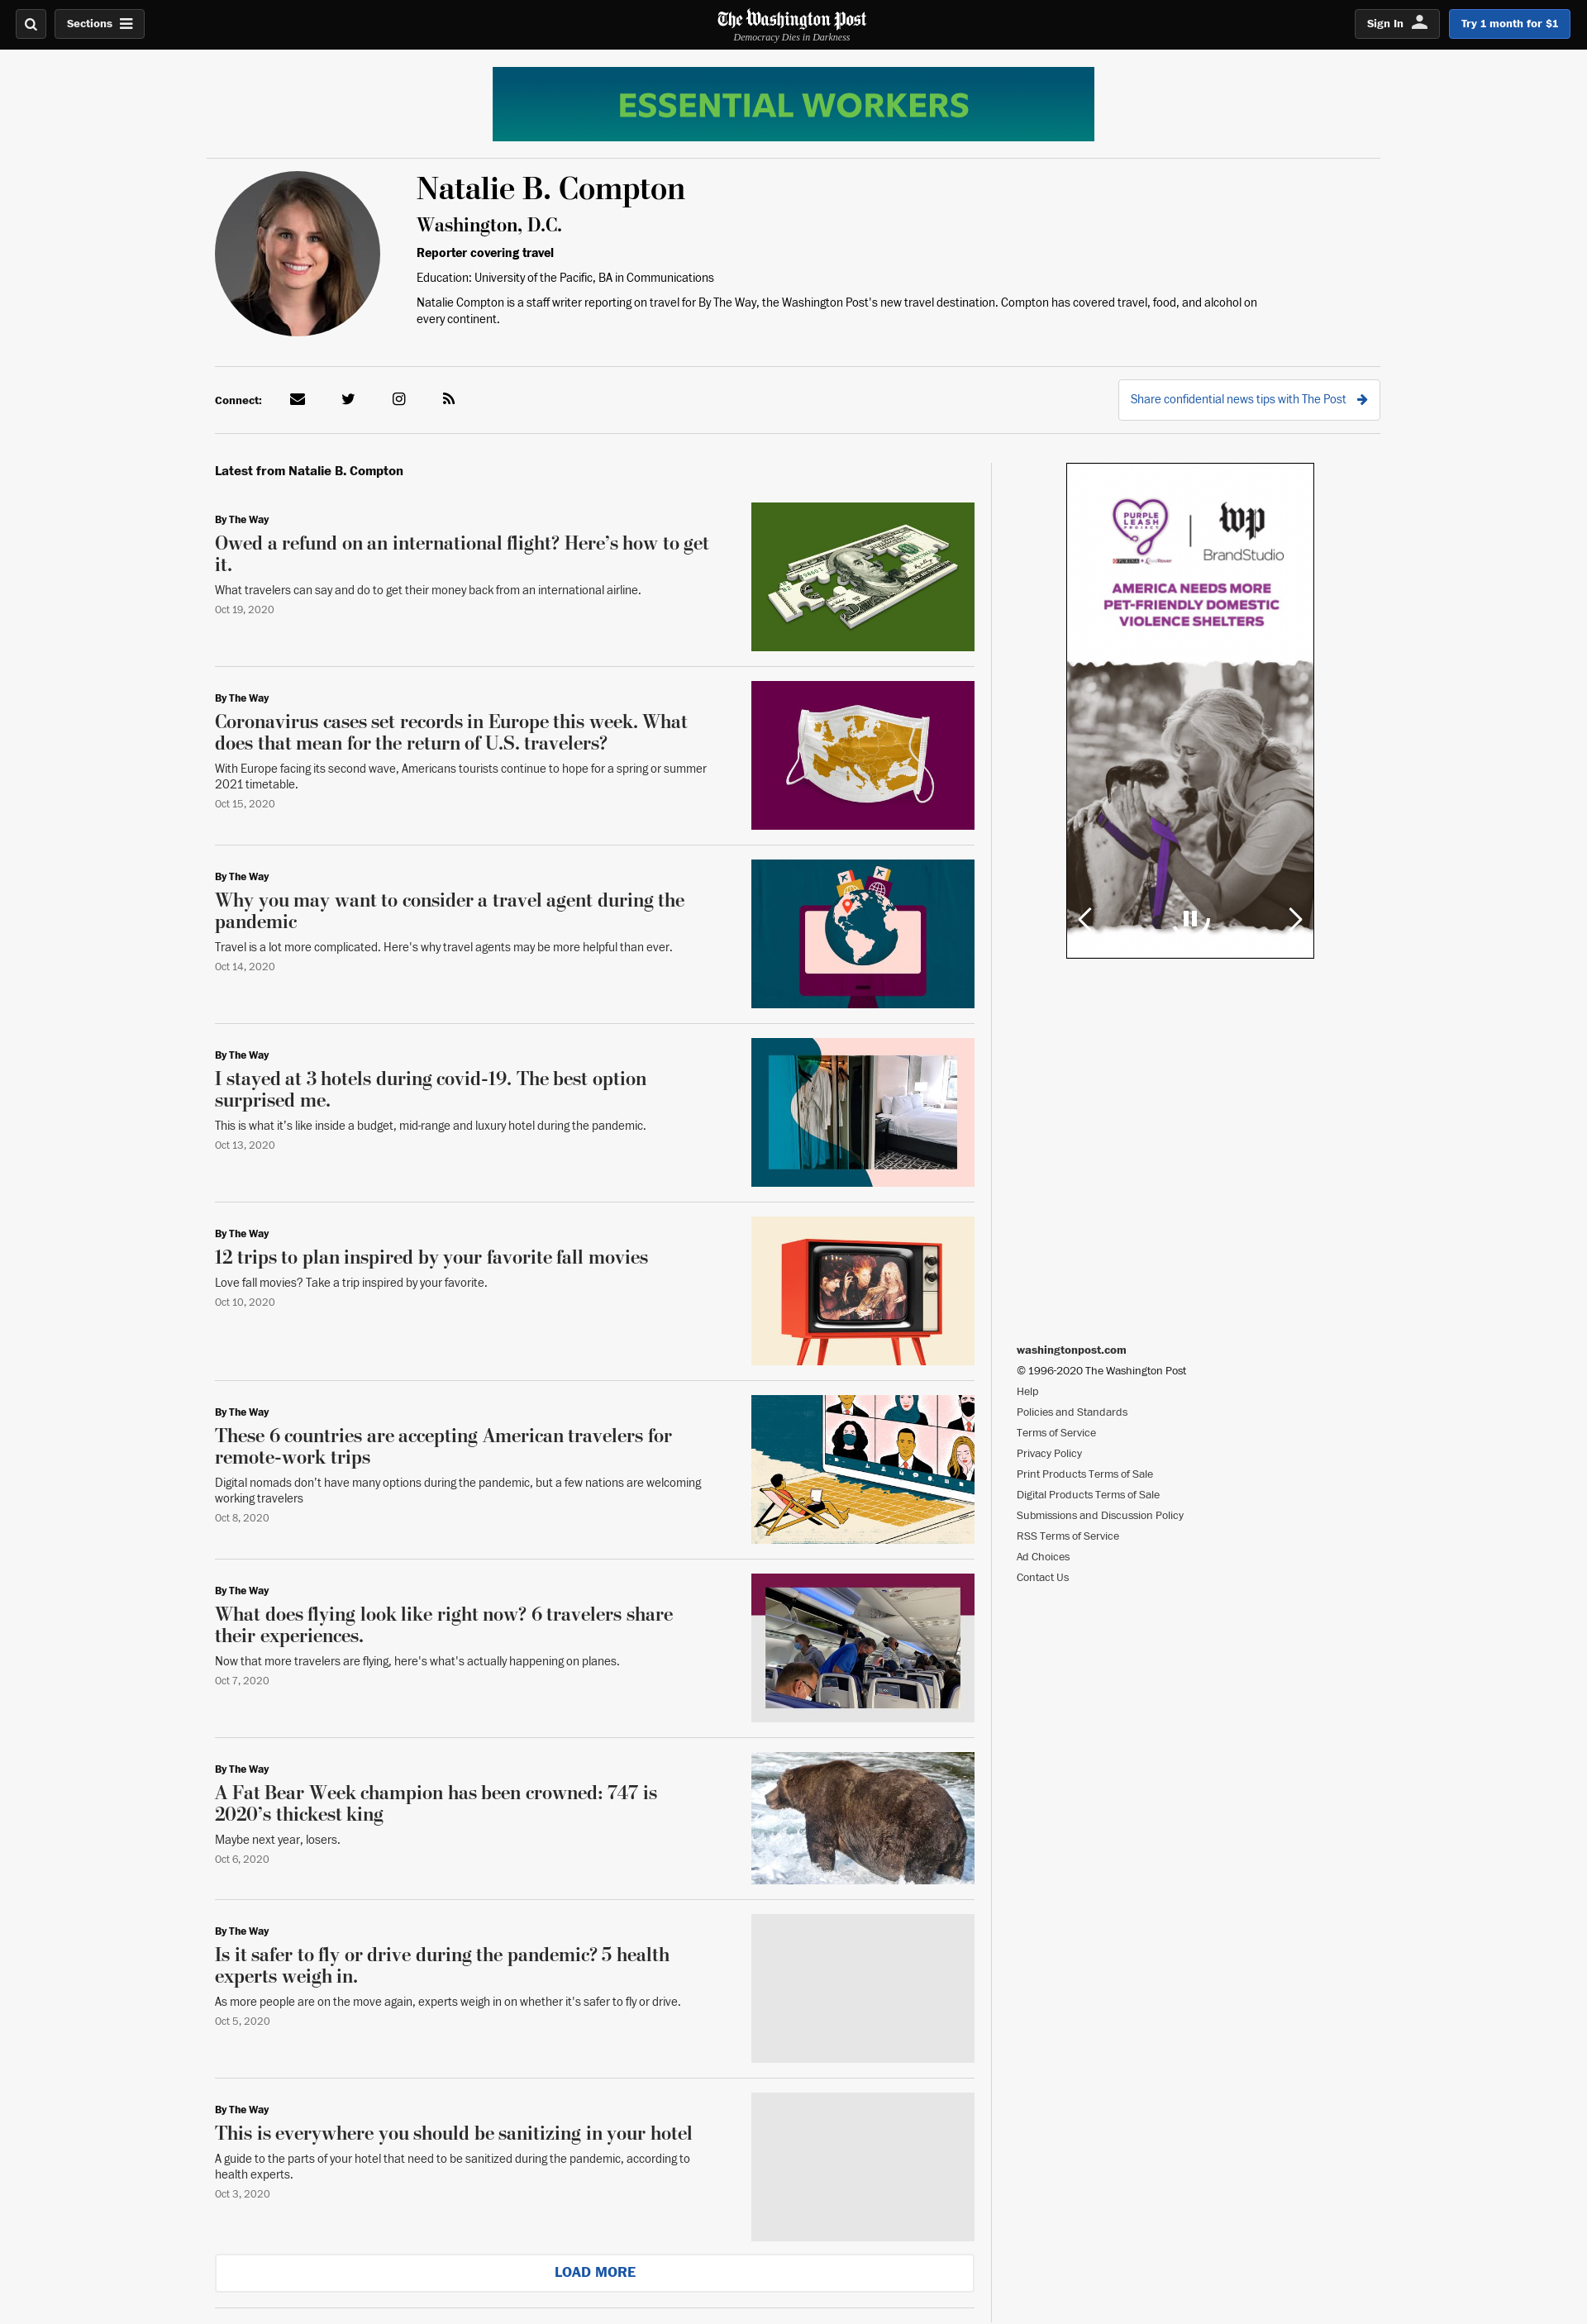 Sections
The Washington Post
Democracy Dies in Darkness
Sign In
Try 1 month for $1
ESSENTIAL WORKERS
Natalie B. Compton
Washington, D.C.
Reporter covering travel
Education: University of the Pacific, BA in Communications
Natalie Compton is a staff writer reporting on travel for By The Way, the Washington Post's new travel destination. Compton has covered travel, food, and alcohol on
every continent.
Connect:
Share confidential news tips with The Post
Latest from Natalie B. Compton
By The Way
Owed a refund on an international flight? Here’s how to get
it.
What travelers can say and do to get their money back from an international airline.
Oct 19, 2020
By The Way
Coronavirus cases set records in Europe this week. What
does that mean for the return of U.S. travelers?
With Europe facing its second wave, Americans tourists continue to hope for a spring or summer
2021 timetable.
Oct 15, 2020
By The Way
Why you may want to consider a travel agent during the
pandemic
Travel is a lot more complicated. Here's why travel agents may be more helpful than ever.
Oct 14, 2020
By The Way
I stayed at 3 hotels during covid-19. The best option
surprised me.
This is what it's like inside a budget, mid-range and luxury hotel during the pandemic.
Oct 13, 2020
By The Way
12 trips to plan inspired by your favorite fall movies
Love fall movies? Take a trip inspired by your favorite.
Oct 10, 2020
By The Way
These 6 countries are accepting American travelers for
remote-work trips
Digital nomads don’t have many options during the pandemic, but a few nations are welcoming
working travelers
Oct 8, 2020
By The Way
What does flying look like right now? 6 travelers share
their experiences.
Now that more travelers are flying, here's what's actually happening on planes.
Oct 7, 2020
By The Way
A Fat Bear Week champion has been crowned: 747 is
2020’s thickest king
Maybe next year, losers.
Oct 6, 2020
By The Way
Is it safer to fly or drive during the pandemic? 5 health
experts weigh in.
As more people are on the move again, experts weigh in on whether it's safer to fly or drive.
Oct 5, 2020
By The Way
This is everywhere you should be sanitizing in your hotel
A guide to the parts of your hotel that need to be sanitized during the pandemic, according to
health experts.
Oct 3, 2020
LOAD MORE
PURPLE
LEASH
PROJECT
PURINA
wp
BrandStudio
AMERICA NEEDS MORE
PET-FRIENDLY DOMESTIC
VIOLENCE SHELTERS
washingtonpost.com
© 1996-2020 The Washington Post
Help
Policies and Standards
Terms of Service
Privacy Policy
Print Products Terms of Sale
Digital Products Terms of Sale
Submissions and Discussion Policy
RSS Terms of Service
Ad Choices
Contact Us